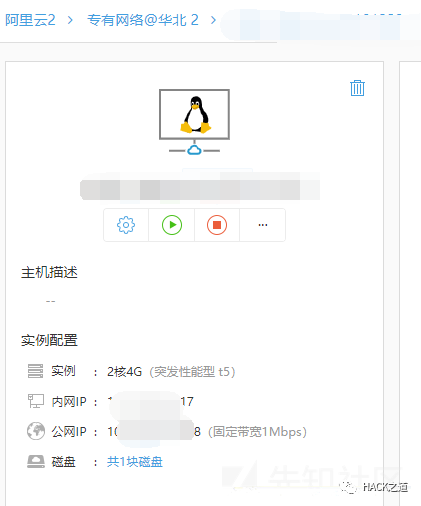 阿里云2 > 专有网络@华北 2 >
...
主机描述
--
实例配置
实例 : 2核4G（突发性能型 t5）
内网IP : 1 17
公网IP : 10 8（固定带宽1Mbps）
磁盘 : 共1块磁盘
先知社区
HACK之道